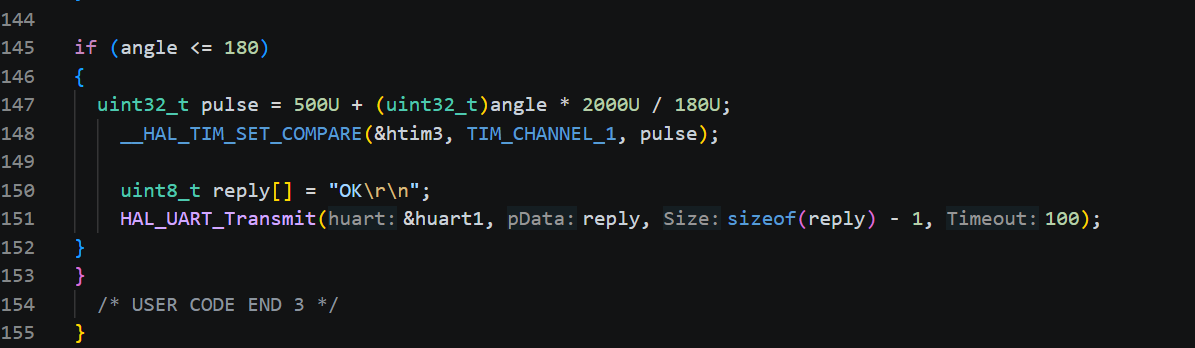 144
145 if (angle <= 180)
146 {
147 uint32_t pulse = 500U + (uint32_t)angle * 2000U / 180U;
148 __HAL_TIM_SET_COMPARE(&htim3, TIM_CHANNEL_1, pulse);
149
150 uint8_t reply[] = "OK\r\n";
151 HAL_UART_Transmit(huart: &huart1, pData: reply, Size: sizeof(reply) - 1, Timeout: 100);
152 }
153 }
154 /* USER CODE END 3 */
155 }